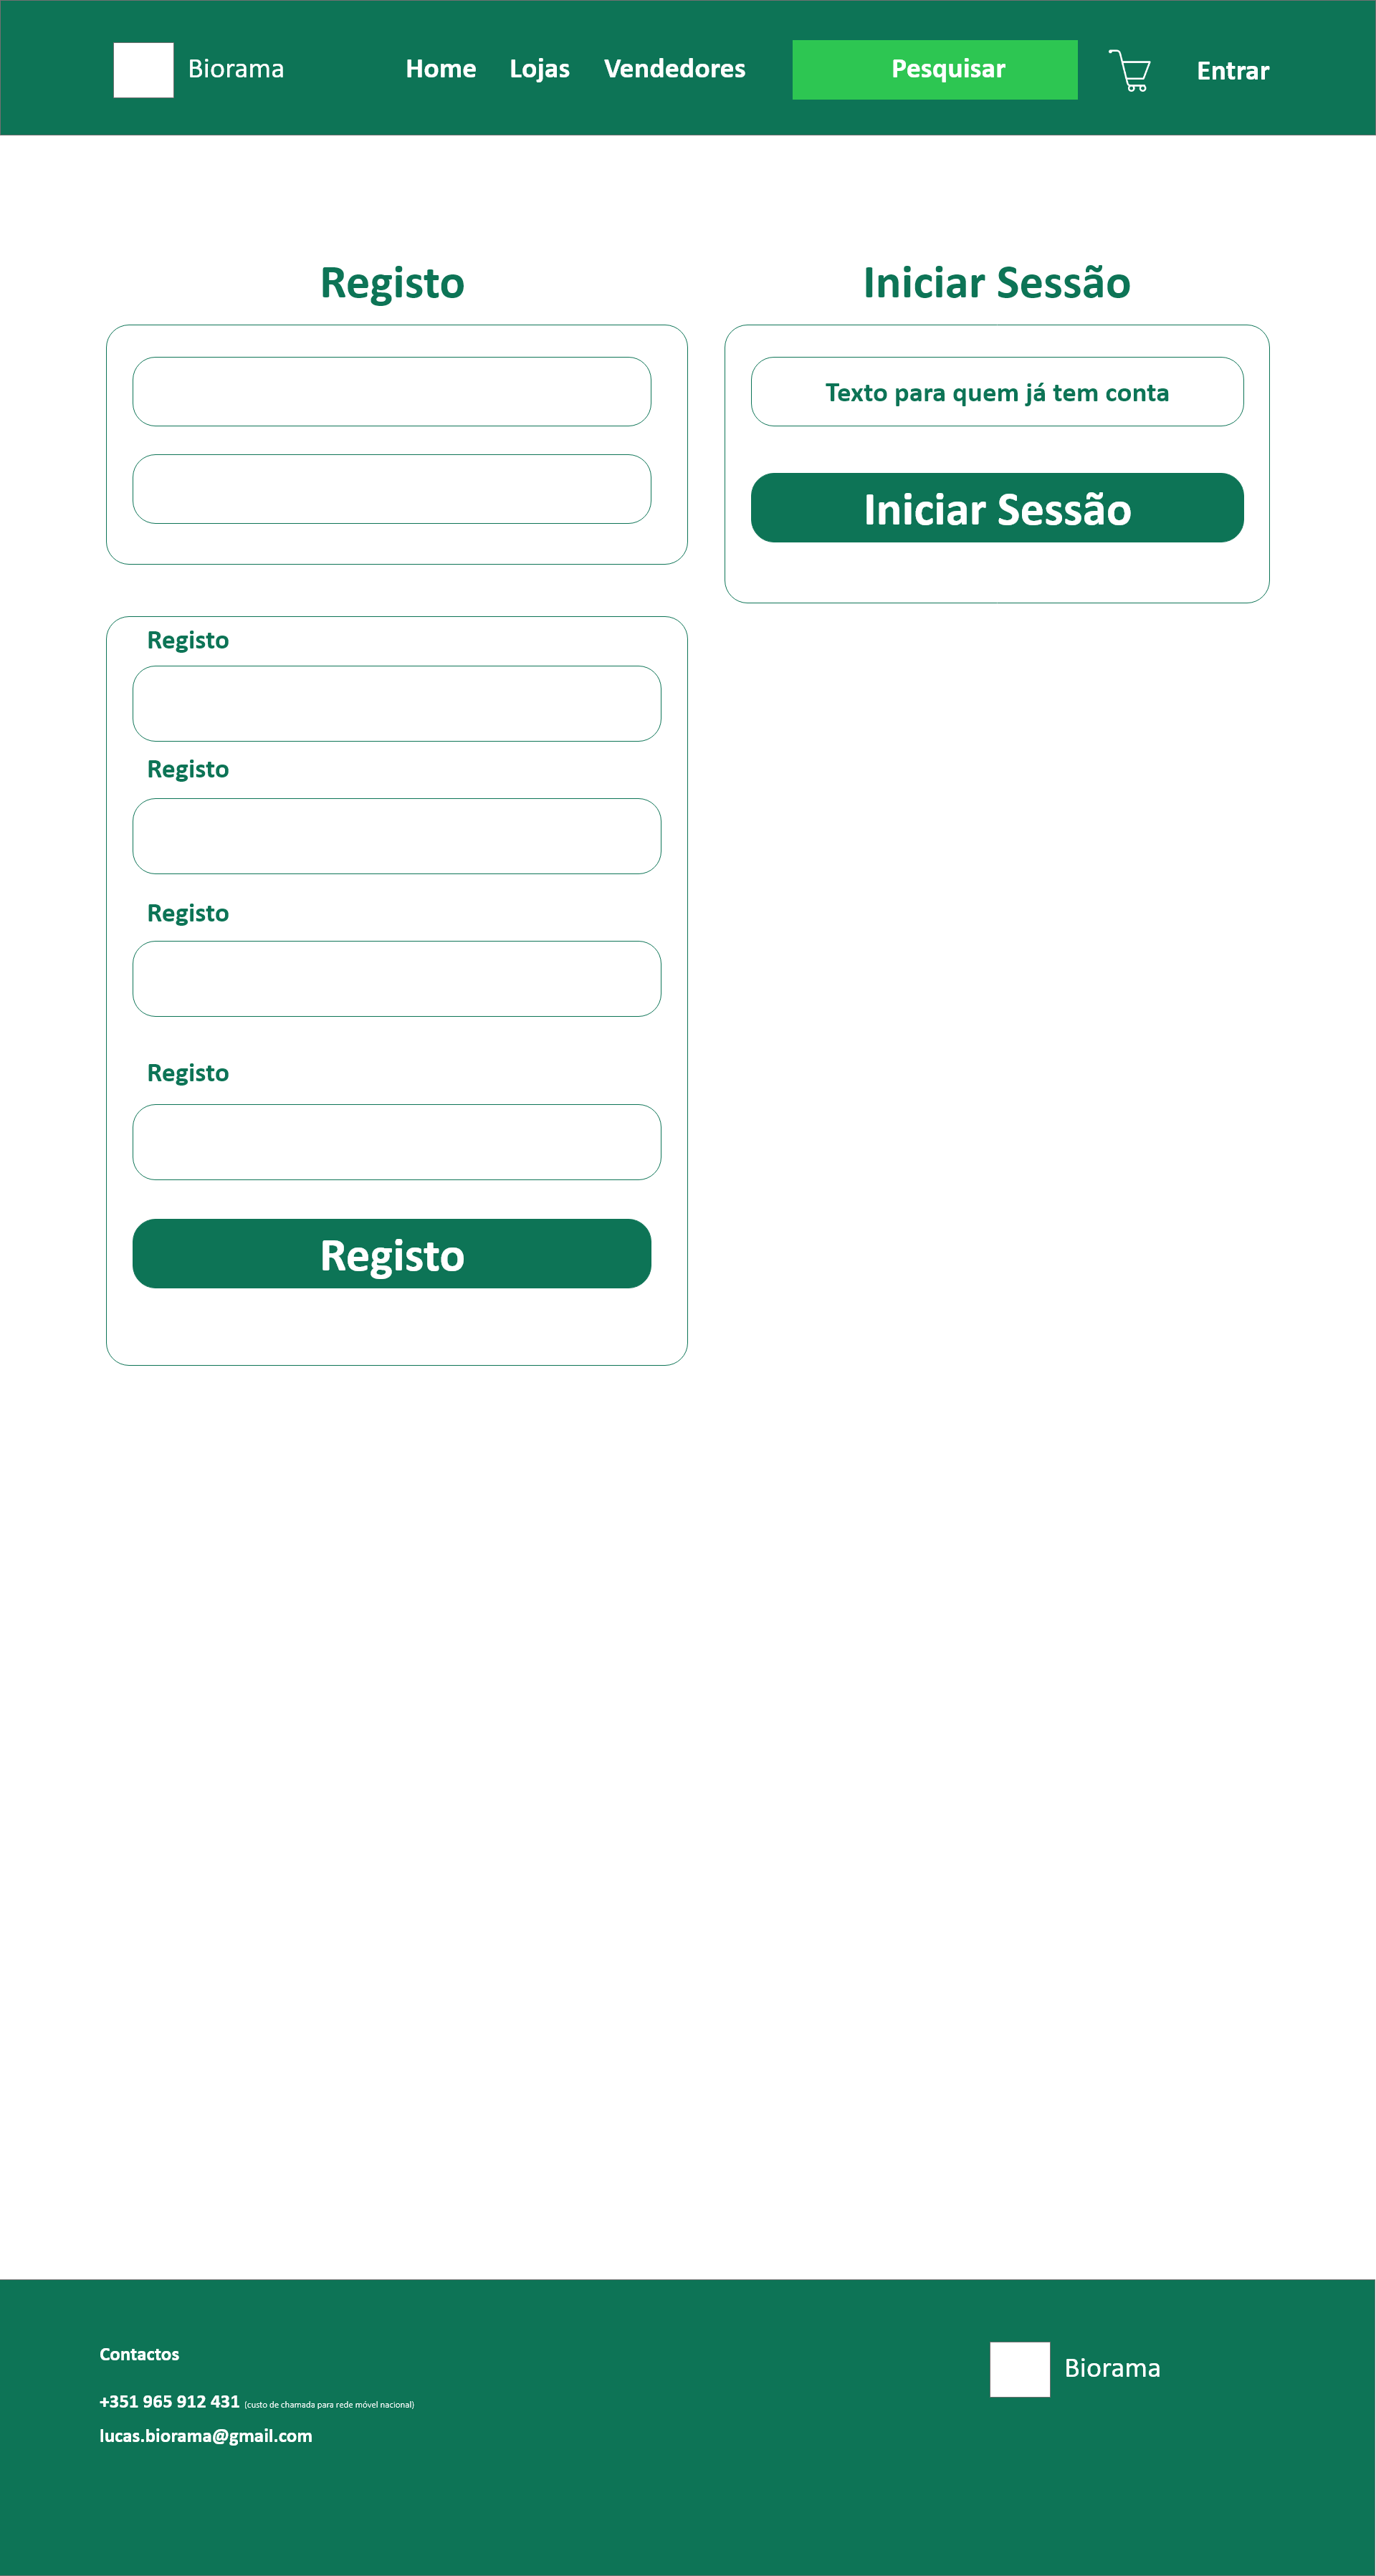 Biorama
Home Lojas Vendedores
Pesquisar
Entrar
Registo
Iniciar Sessão
Texto para quem já tem conta
Iniciar Sessão
Registo
Registo
Registo
Registo
Registo
Contactos
+351 965 912 431 (custo de chamada para rede móvel nacional)
lucas.biorama@gmail.com
Biorama